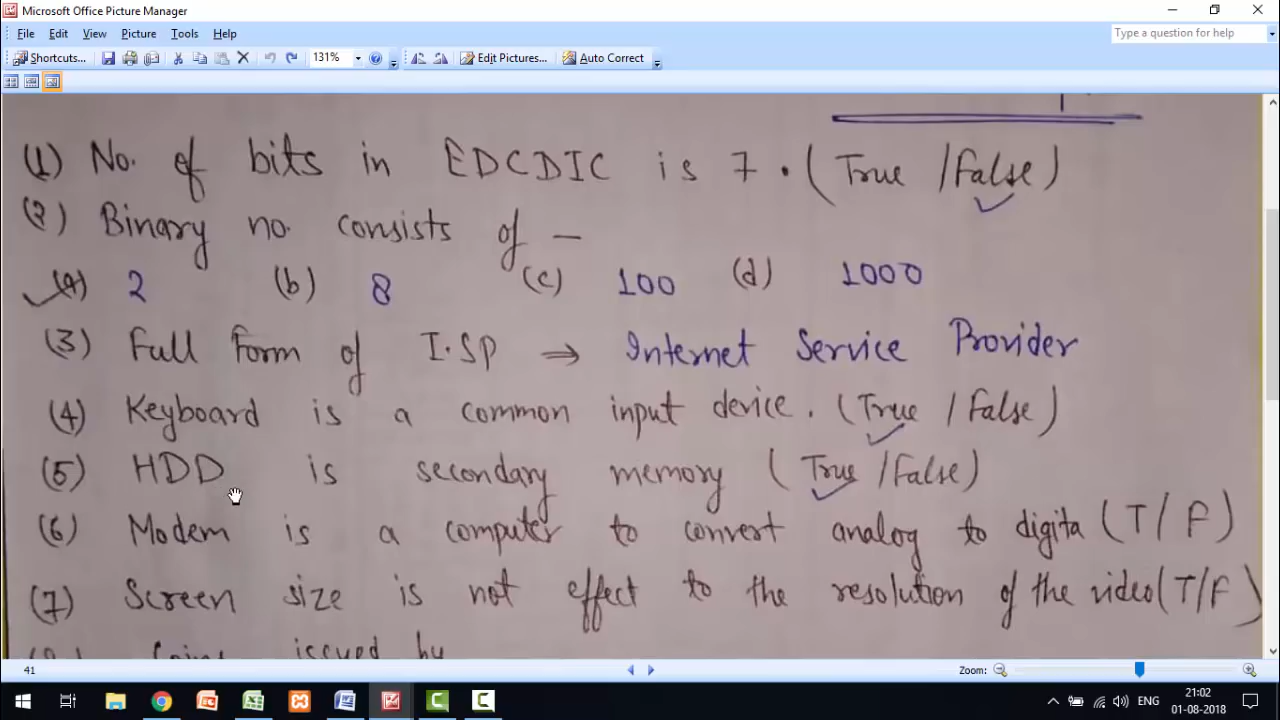 Microsoft Office Picture Manager
File Edit View Picture Tools Help
Type a question for help
Shortcuts... 131% Edit Pictures... Auto Correct
(1) No. of bits in EDCDIC is 7 . (True / False)
(2) Binary no. consists of —
(a) 2 (b) 8 (c) 100 (d) 1000
(3) Full Form of I.SP ⇒ Internet Service Provider
(4) Keyboard is a common input device. (True / False)
(5) HDD is secondary memory (True / False)
(6) Modem is a computer to convert analog to digita (T / F)
(7) Screen size is not effect to the resolution of the video (T/F)
issued by
41 Zoom:
ENG 21:02
01-08-2018